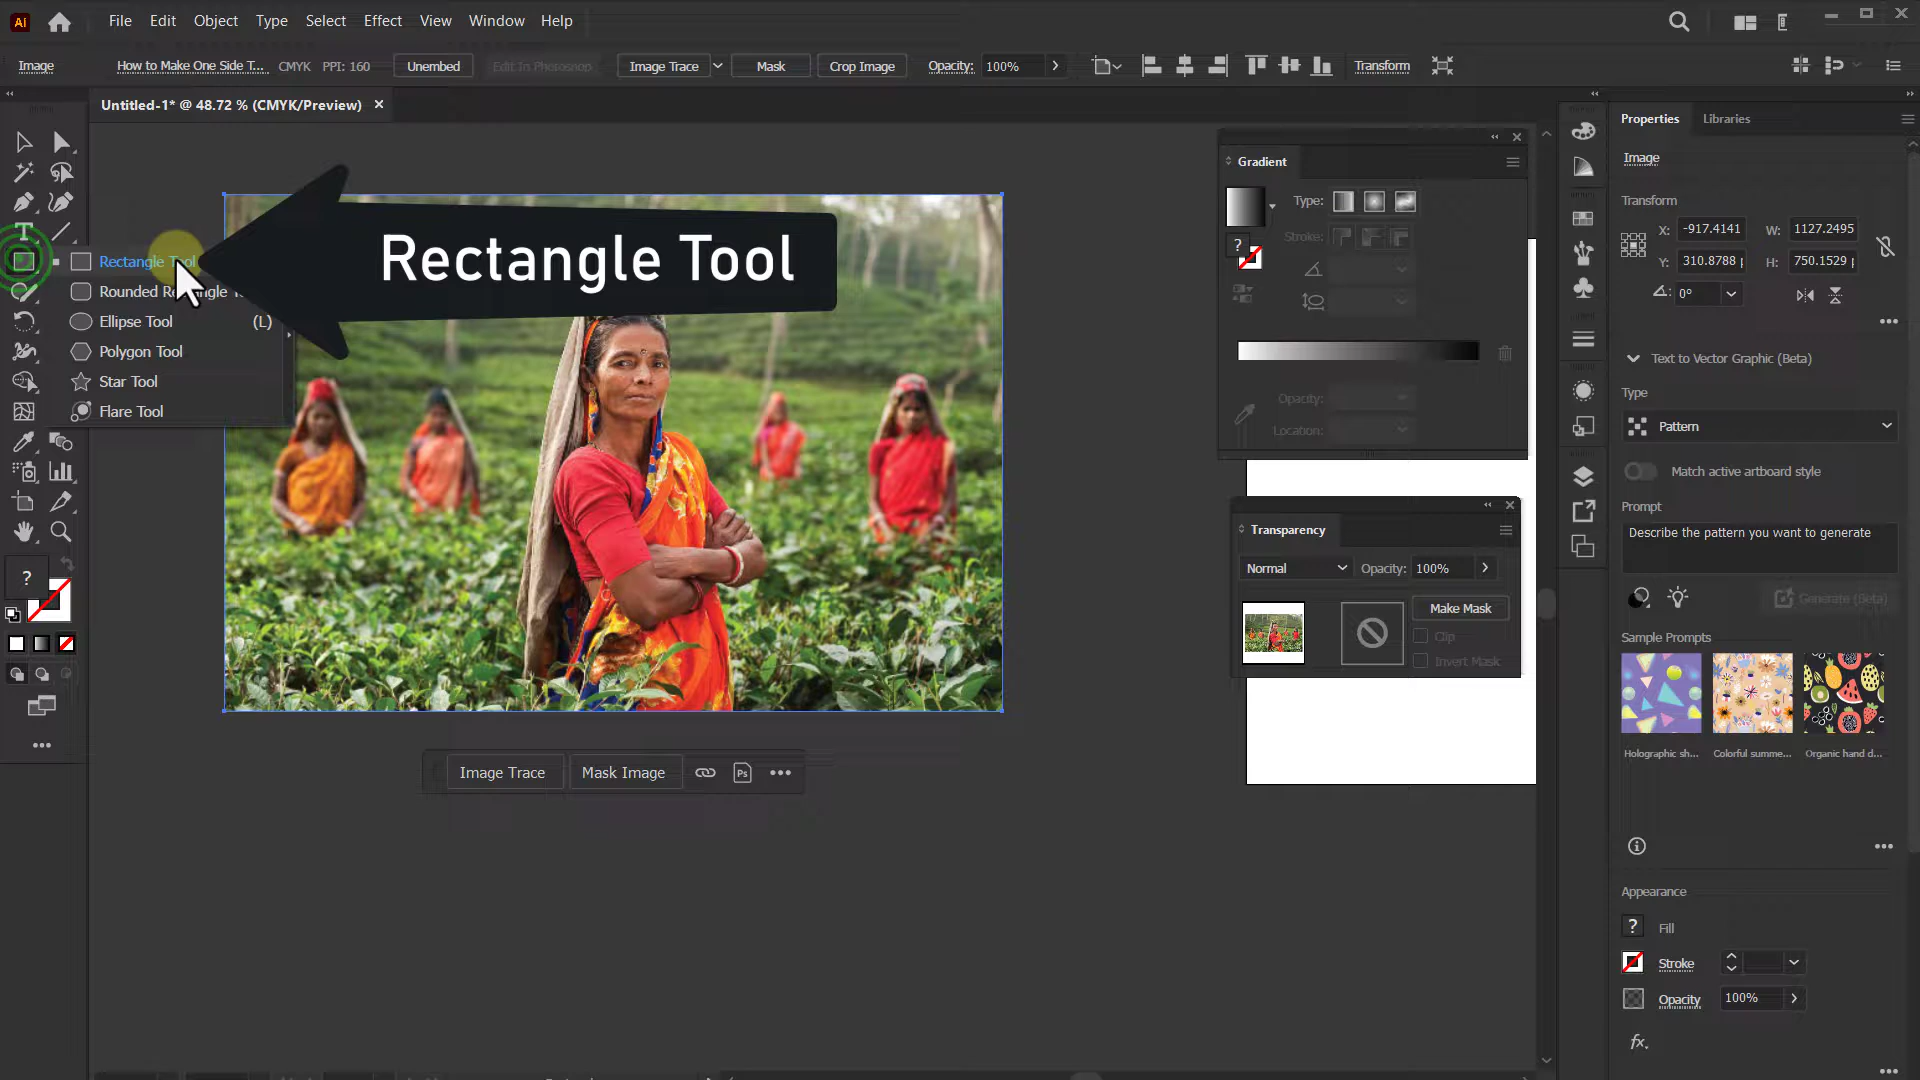 Ai File Edit Object Type Select Effect View Window Help
Image How to Make One Side T... CMYK PPI: 160 Unembed Edit In Photoshop Image Trace Mask Crop Image Opacity: 100% Transform
Untitled-1* @ 48.72 % (CMYK/Preview)
Properties Libraries
Image
Transform
X: -917.4141 W: 1127.2495
Y: 310.8788 H: 750.1529
0°
Text to Vector Graphic (Beta)
Type
Pattern
Match active artboard style
Prompt
Describe the pattern you want to generate
Generate (Beta)
Sample Prompts
Holographic sh... Colorful summe... Organic hand d...
Appearance
? Fill
Stroke
Opacity 100%
fx.
Gradient
Type:
Stroke:
?
Opacity:
Location:
Transparency
Normal Opacity: 100%
Make Mask
Clip
Invert Mask
Rectangle Tool
Rounded Rectangle
Ellipse Tool (L)
Polygon Tool
Star Tool
Flare Tool
Rectangle Tool
T
?
Image Trace Mask Image Ps